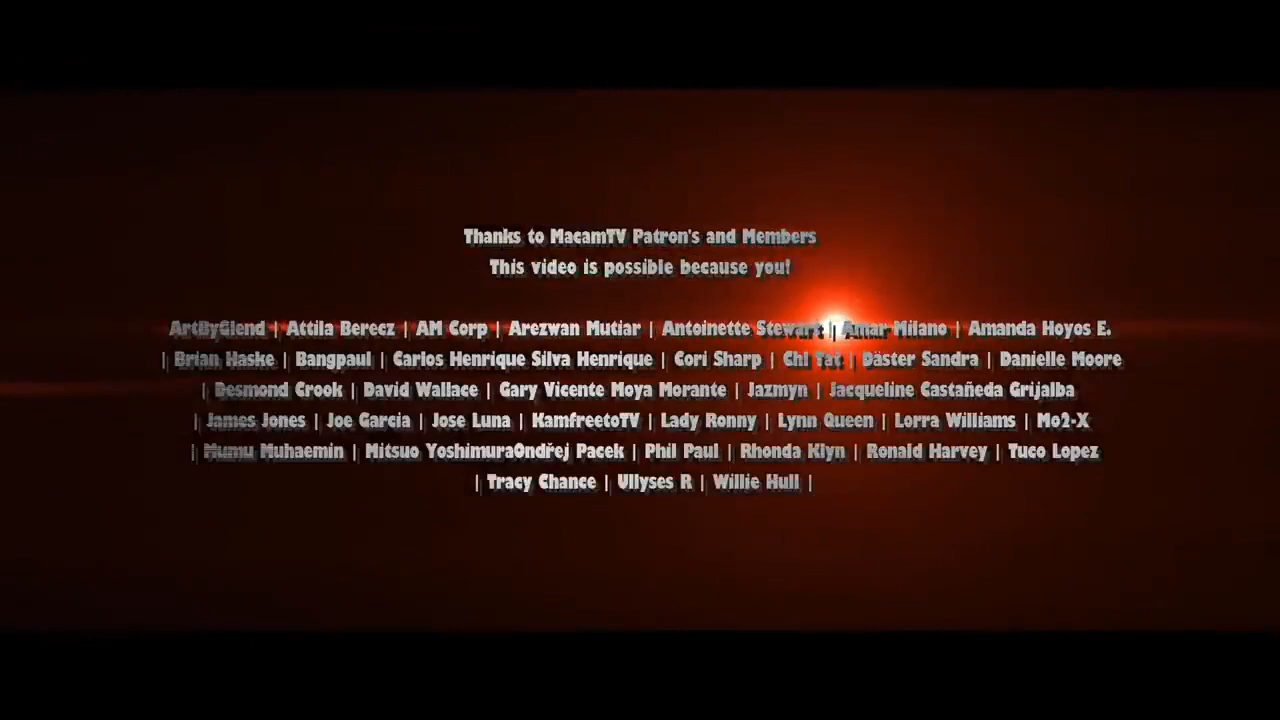 Thanks to MacamTV Patron's and Members
This video is possible because you!
ArtByGlend | Attila Berecz | AM Corp | Arezwan Mutiar | Antoinette Stewart | Amar Milano | Amanda Hoyos E.
| Brian Haske | Bangpaul | Carlos Henrique Silva Henrique | Cori Sharp | Chi Tat | Däster Sandra | Danielle Moore
| Desmond Crook | David Wallace | Gary Vicente Moya Morante | Jazmyn | Jacqueline Castañeda Grijalba
| James Jones | Joe Garcia | Jose Luna | KamfreetoTV | Lady Ronny | Lynn Queen | Lorra Williams | Mo2-X
| Mumu Muhaemin | Mitsuo YoshimuraOndřej Pacek | Phil Paul | Rhonda Klyn | Ronald Harvey | Tuco Lopez
| Tracy Chance | Ullyses R | Willie Hull |